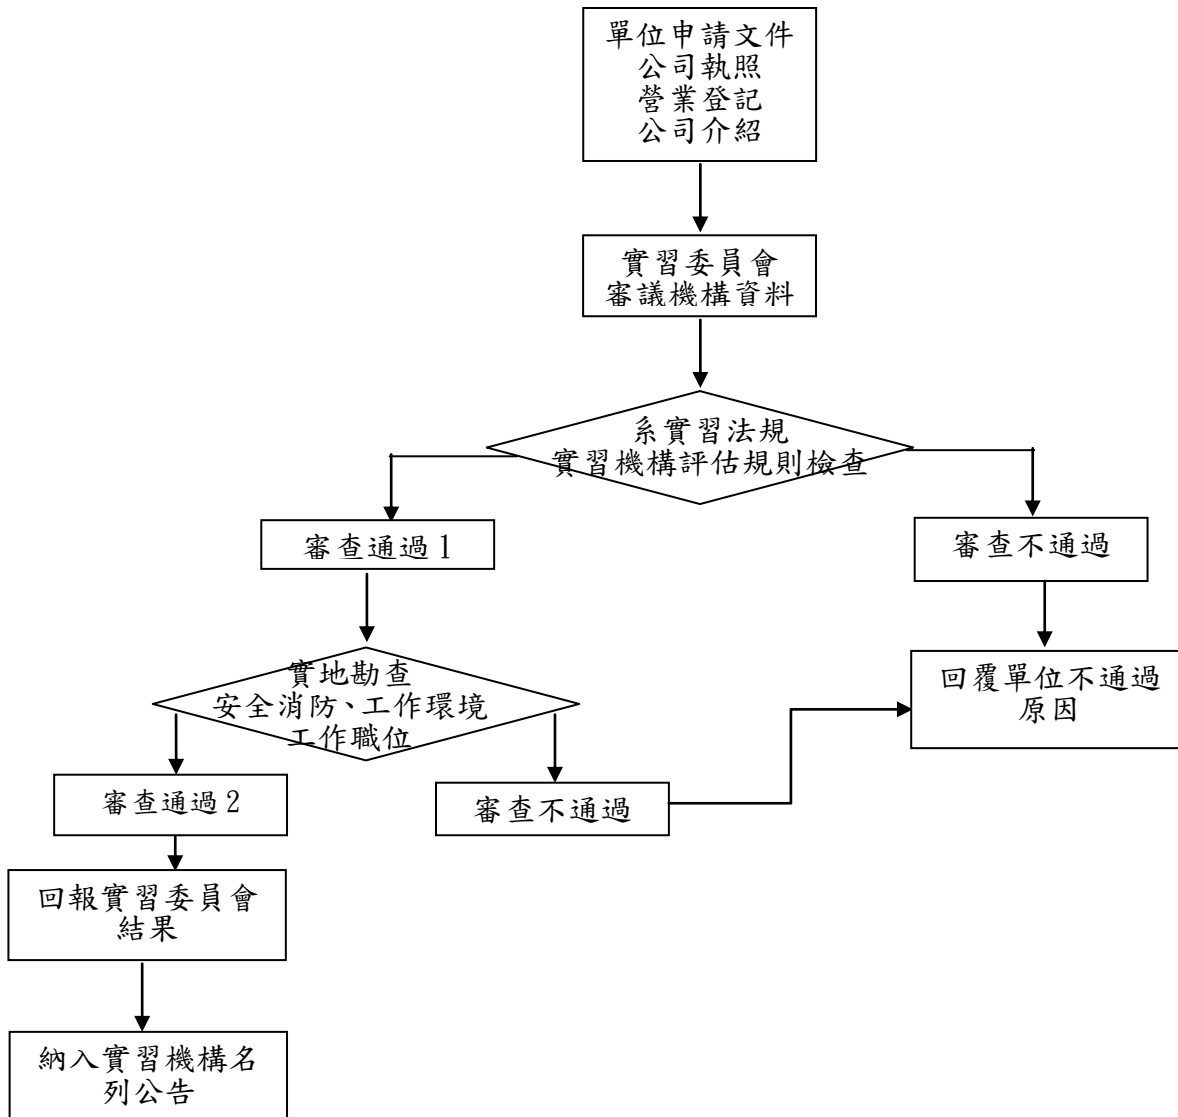 單位申請文件
公司執照
營業登記
公司介紹
實習委員會
審議機構資料
系實習法規
實習機構評估規則檢查
審查通過1
審查不通過
實地勘查
安全消防、工作環境
工作職位
回覆單位不通過
原因
審查通過2
審查不通過
回報實習委員會
結果
納入實習機構名
列公告